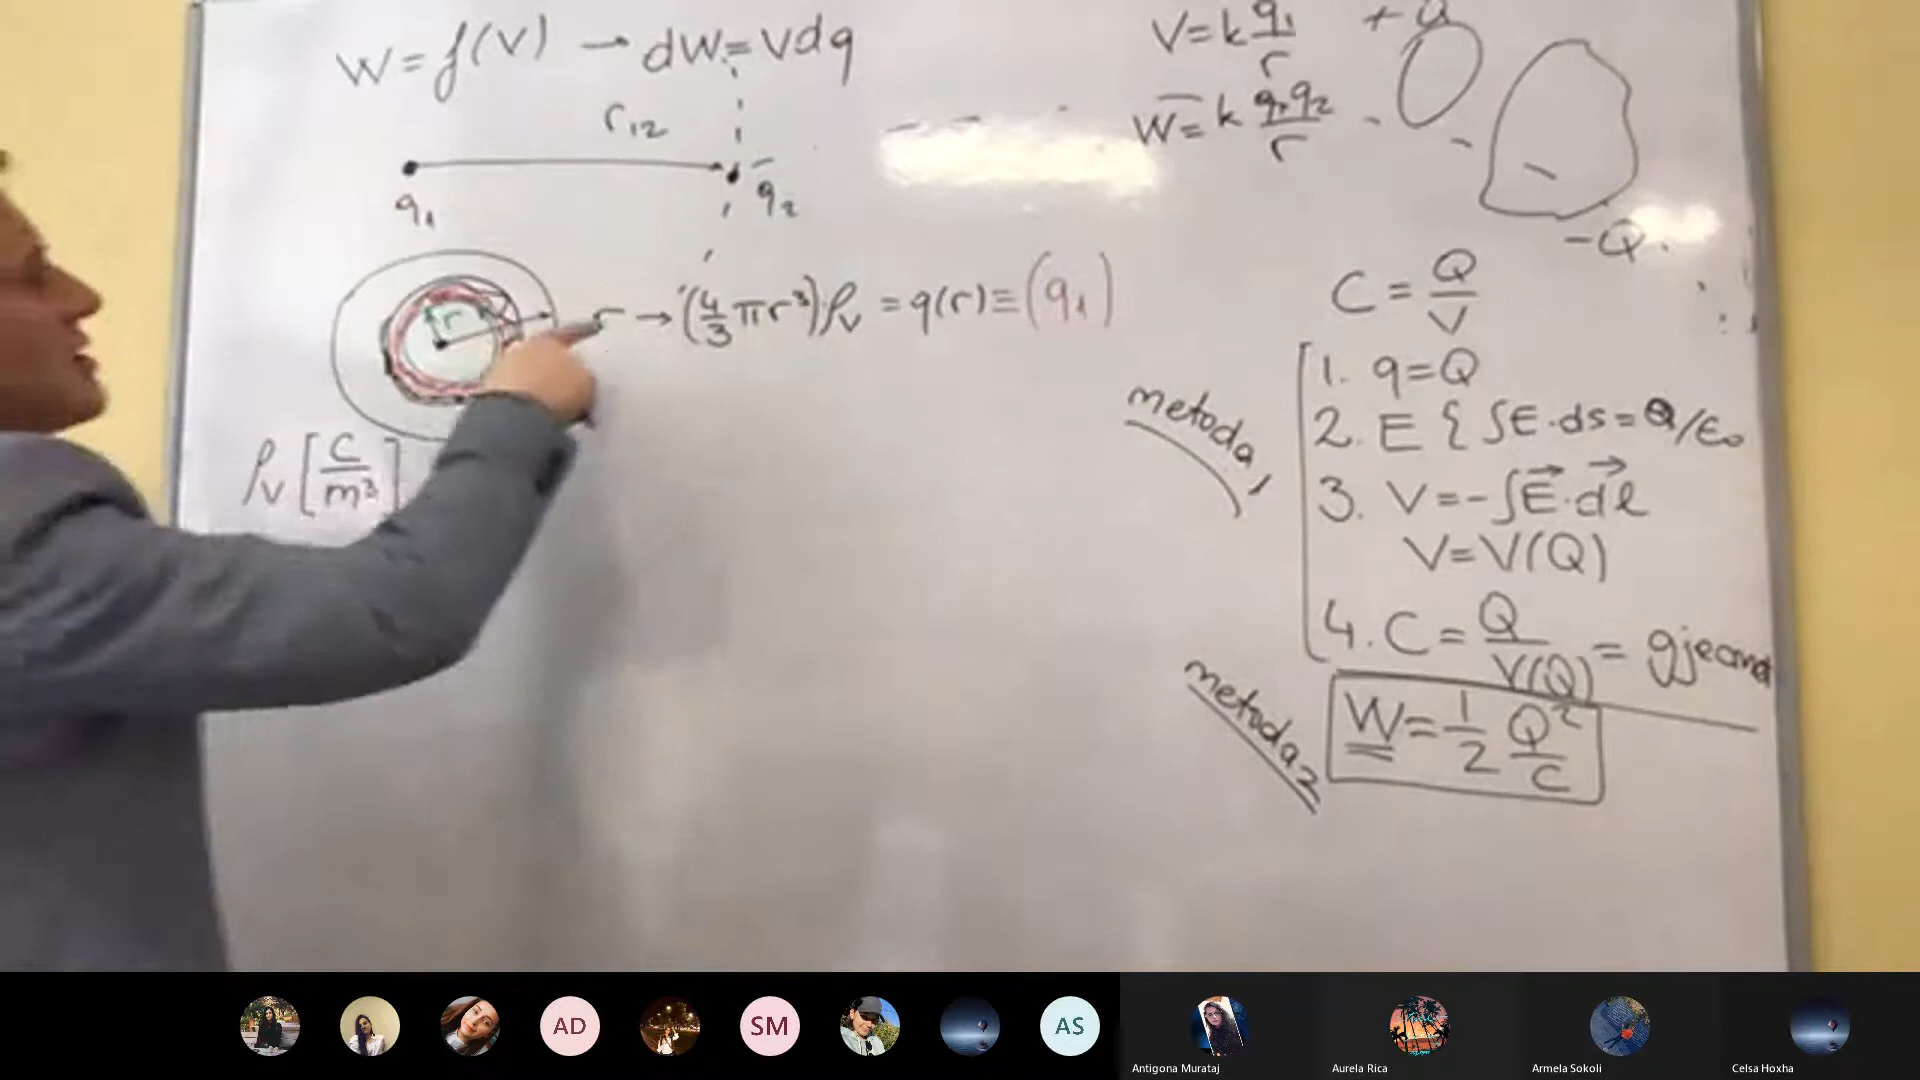 W = f(V) → dW = Vdq
r₁₂
q₁
q₂
r
r → (4/3 πr³)ρᵥ = q(r) ≡ (q₁)
ρᵥ [C/m³]
V = k q₁/r
W = k q₁q₂/r
-Q
C = Q/V
metoda 1
1. q = Q
2. E { ∫E·ds = Q/ε₀
3. V = -∫E⃗·dℓ⃗
V = V(Q)
4. C = Q/V(Q) = gjecma
metoda 2
W = 1/2 Q²/C
AD
SM
AS
Antigona Murataj
Aurela Rica
Armela Sokoli
Celsa Hoxha